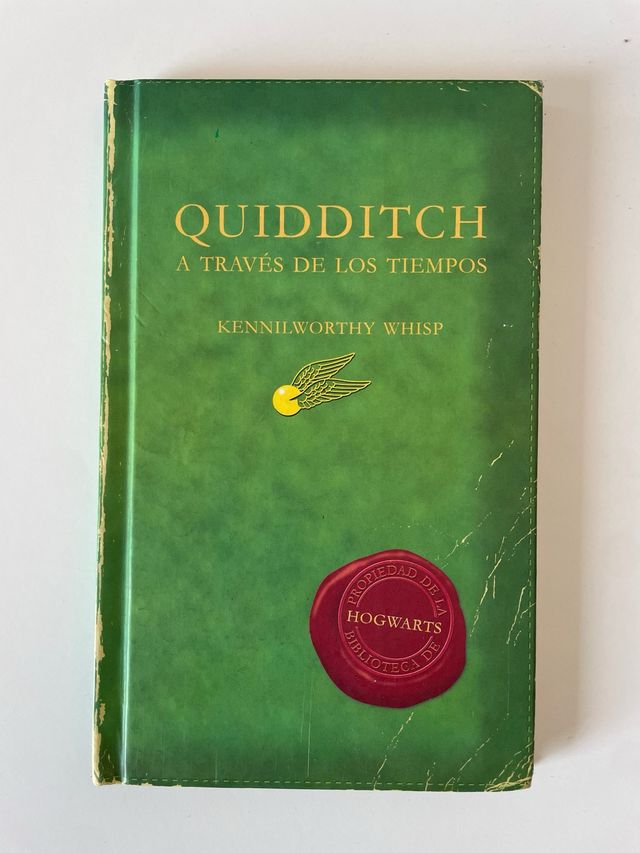 QUIDDITCH
A TRAVÉS DE LOS TIEMPOS
KENNILWORTHY WHISP
PROPIEDAD DE LA
BIBLIOTECA DE
HOGWARTS